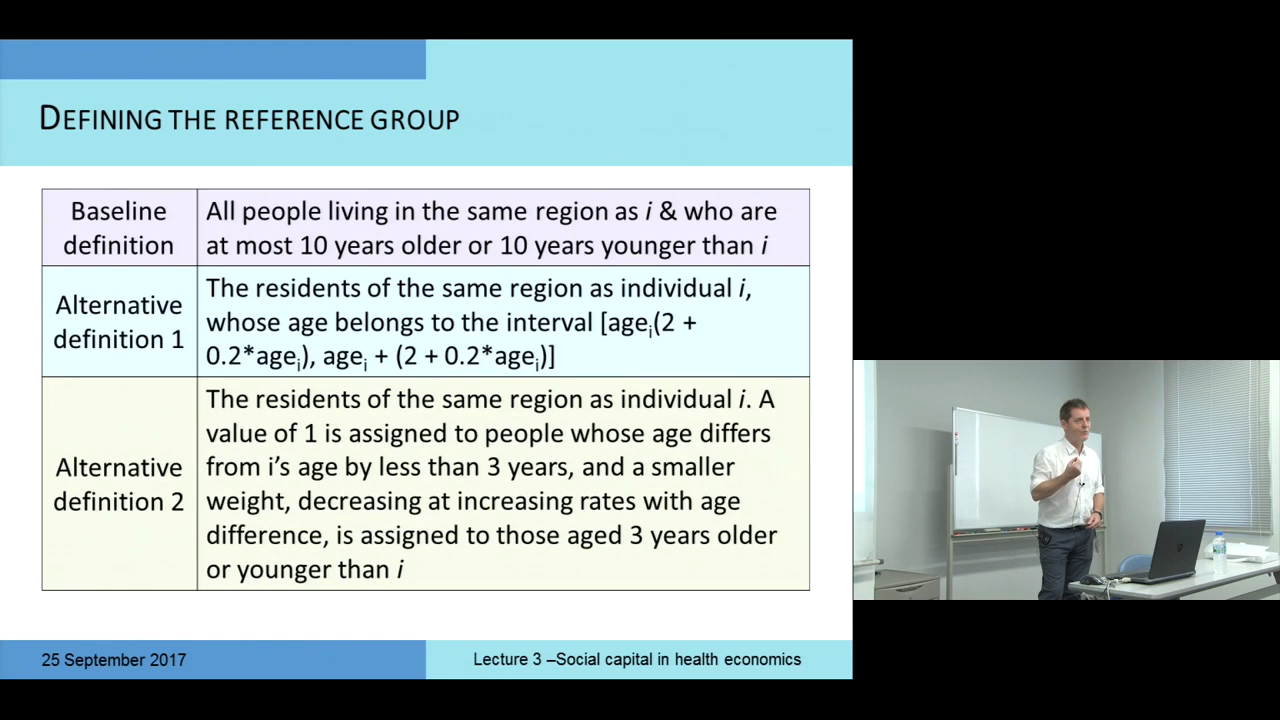 DEFINING THE REFERENCE GROUP
Baseline
definition
All people living in the same region as i & who are
at most 10 years older or 10 years younger than i
Alternative
definition 1
The residents of the same region as individual i,
whose age belongs to the interval [ageᵢ(2 +
0.2*ageᵢ), ageᵢ + (2 + 0.2*ageᵢ)]
Alternative
definition 2
The residents of the same region as individual i. A
value of 1 is assigned to people whose age differs
from i’s age by less than 3 years, and a smaller
weight, decreasing at increasing rates with age
difference, is assigned to those aged 3 years older
or younger than i
25 September 2017
Lecture 3 –Social capital in health economics